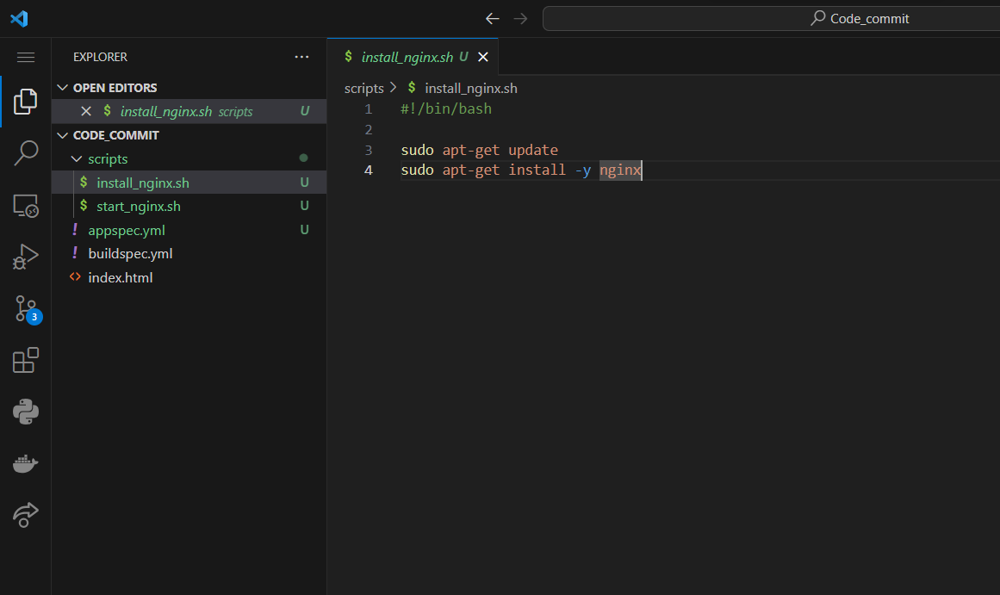 Code_commit
EXPLORER
OPEN EDITORS
$ install_nginx.sh scripts U
CODE_COMMIT
scripts
$ install_nginx.sh U
$ start_nginx.sh U
! appspec.yml U
! buildspec.yml
<> index.html
3
$ install_nginx.sh U
scripts > $ install_nginx.sh
1 #!/bin/bash
2
3 sudo apt-get update
4 sudo apt-get install -y nginx